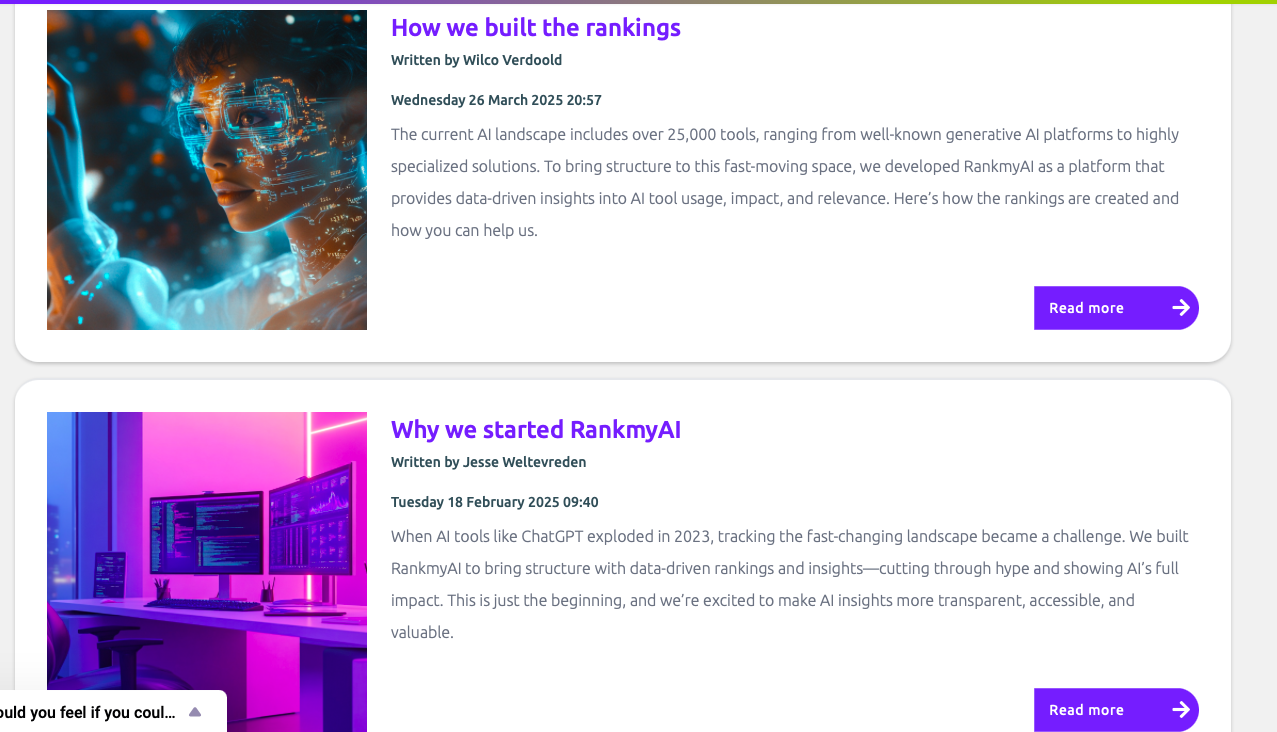 How we built the rankings
Written by Wilco Verdoold
Wednesday 26 March 2025 20:57
The current AI landscape includes over 25,000 tools, ranging from well-known generative AI platforms to highly
specialized solutions. To bring structure to this fast-moving space, we developed RankmyAI as a platform that
provides data-driven insights into AI tool usage, impact, and relevance. Here’s how the rankings are created and
how you can help us.
Read more
Why we started RankmyAI
Written by Jesse Weltevreden
Tuesday 18 February 2025 09:40
When AI tools like ChatGPT exploded in 2023, tracking the fast-changing landscape became a challenge. We built
RankmyAI to bring structure with data-driven rankings and insights—cutting through hype and showing AI’s full
impact. This is just the beginning, and we’re excited to make AI insights more transparent, accessible, and
valuable.
Read more
ould you feel if you coul...